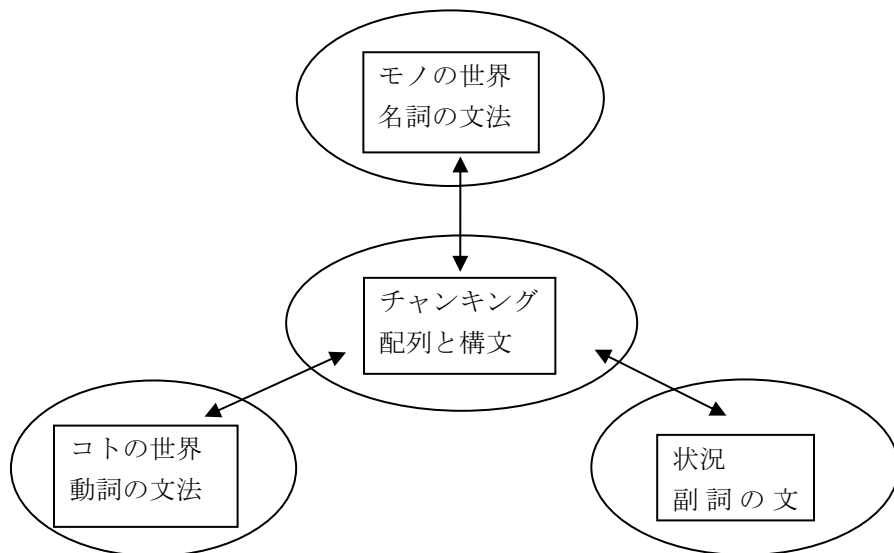 モノの世界
名詞の文法
チャンキング
配列と構文
コトの世界
動詞の文法
状況
副 詞 の 文